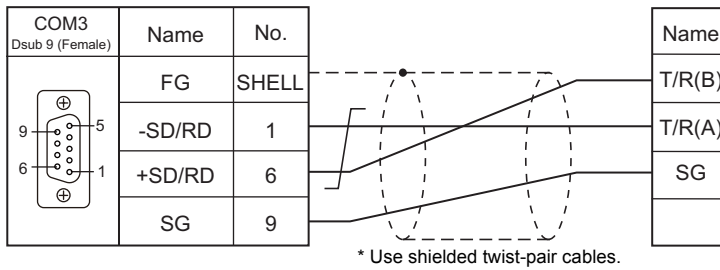 COM3
Dsub 9 (Female)
Name
No.
Name
FG
SHELL
T/R(B)
-SD/RD
1
T/R(A)
+SD/RD
6
SG
SG
9
9
5
6
1
* Use shielded twist-pair cables.